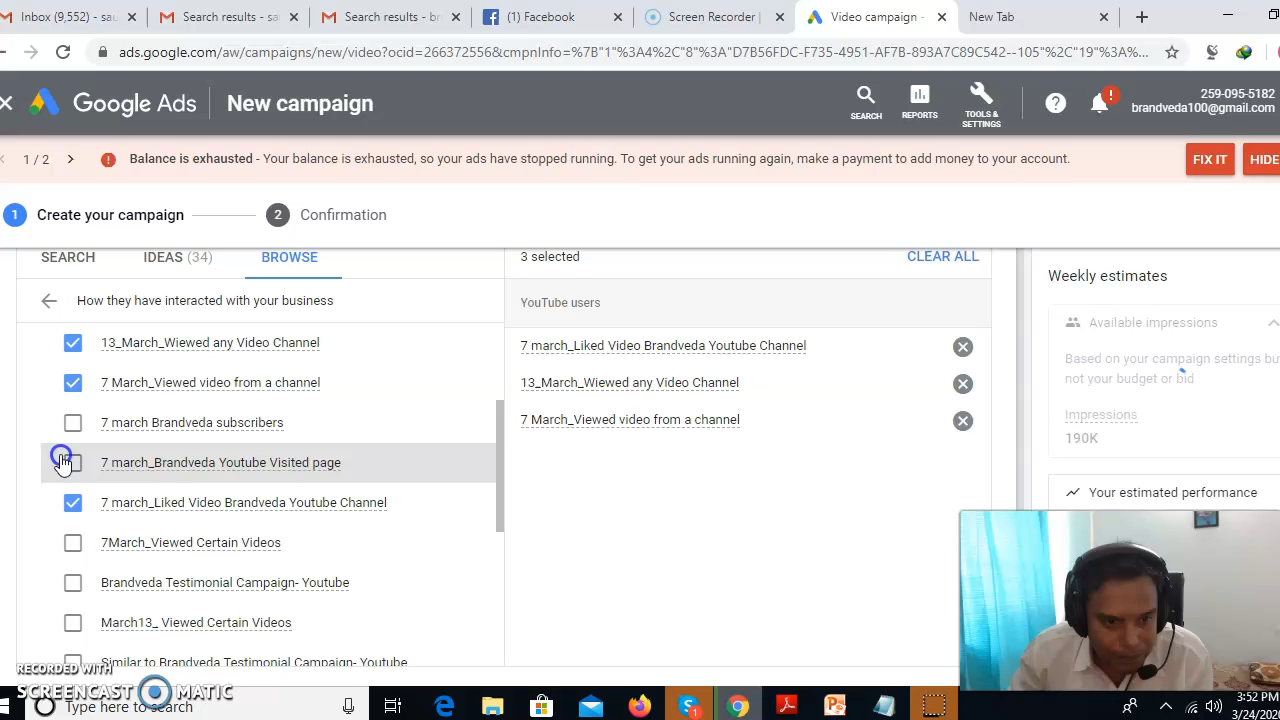 Inbox (9,552) - sau
Search results - sav
Search results - br
(1) Facebook
Screen Recorder |
Video campaign -
New Tab
ads.google.com/aw/campaigns/new/video?ocid=266372556&cmpnInfo=%7B"1"%3A4%2C"8"%3A"D7B56FDC-F735-4951-AF7B-893A7C89C542--105"%2C"19"%3A...
Google Ads
New campaign
SEARCH
REPORTS
TOOLS & SETTINGS
259-095-5182
brandveda100@gmail.com
1 / 2
Balance is exhausted - Your balance is exhausted, so your ads have stopped running. To get your ads running again, make a payment to add money to your account.
FIX IT
HIDE
1 Create your campaign
2 Confirmation
SEARCH
IDEAS (34)
BROWSE
3 selected
CLEAR ALL
How they have interacted with your business
YouTube users
13_March_Wiewed any Video Channel
7 March_Viewed video from a channel
7 march Brandveda subscribers
7 march_Brandveda Youtube Visited page
7 march_Liked Video Brandveda Youtube Channel
7March_Viewed Certain Videos
Brandveda Testimonial Campaign- Youtube
March13_ Viewed Certain Videos
Similar to Brandveda Testimonial Campaign- Youtube
7 march_Liked Video Brandveda Youtube Channel
13_March_Wiewed any Video Channel
7 March_Viewed video from a channel
Weekly estimates
Available impressions
Based on your campaign settings but
not your budget or bid
Impressions
190K
Your estimated performance
RECORDED WITH
SCREENCAST MATIC
Type here to search
3:52 PM
3/24/202